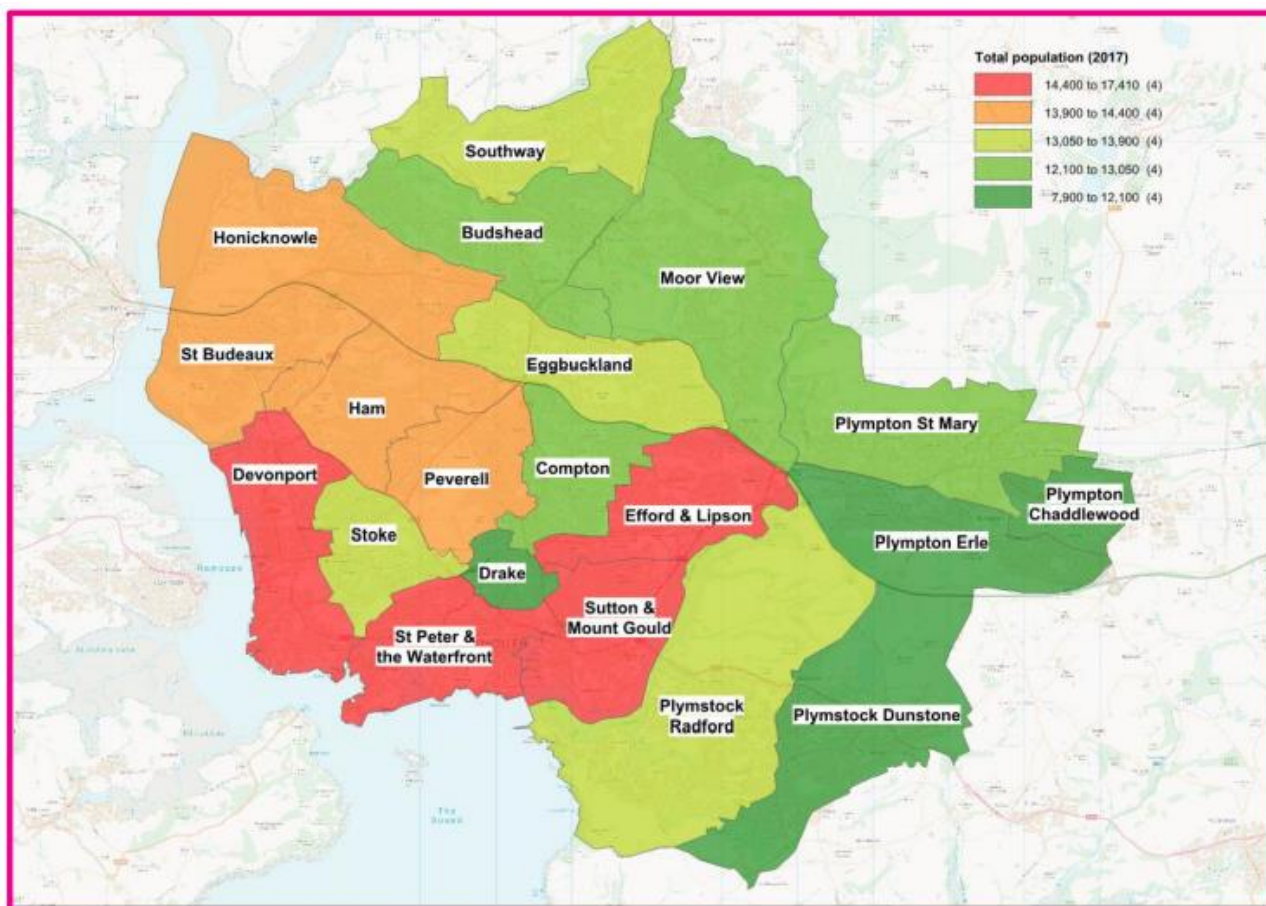 Total population (2017)
14,400 to 17,410 (4)
13,900 to 14,400 (4)
13,050 to 13,900 (4)
12,100 to 13,050 (4)
7,900 to 12,100 (4)
Southway
Honicknowle
Budshead
Moor View
St Budeaux
Eggbuckland
Ham
Plympton St Mary
Devonport
Peverell
Compton
Efford & Lipson
Plympton
Chaddlewood
Stoke
Plympton Erle
Drake
Sutton &
Mount Gould
St Peter &
the Waterfront
Plymstock
Radford
Plymstock Dunstone
The
Sound